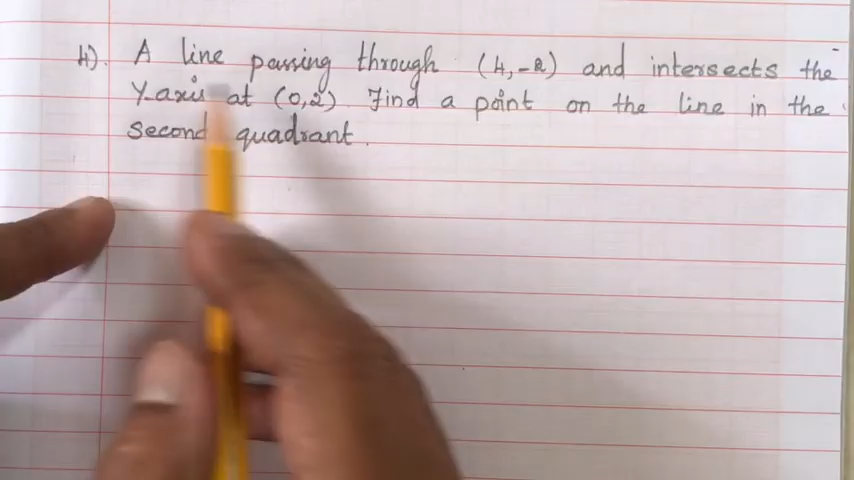 4). A line passing through (4,-2) and intersects the
Y-axis at (0,2). Find a point on the line in the
second quadrant.